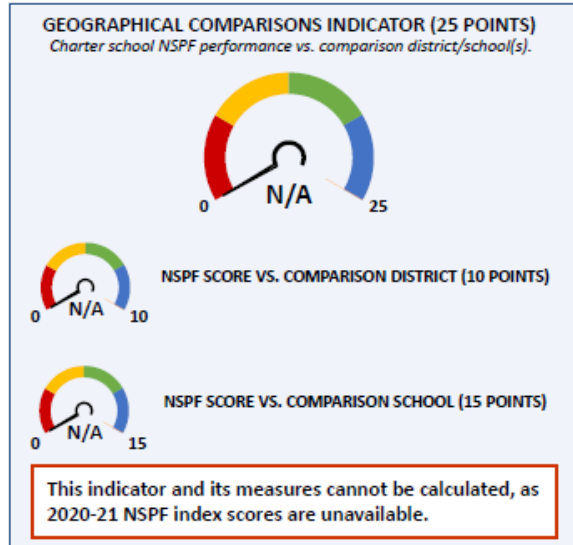 GEOGRAPHICAL COMPARISONS INDICATOR (25 POINTS)
Charter school NSPF performance vs. comparison district/school(s).
N/A
0 25
NSPF SCORE VS. COMPARISON DISTRICT (10 POINTS)
N/A
0 10
NSPF SCORE VS. COMPARISON SCHOOL (15 POINTS)
N/A
0 15
This indicator and its measures cannot be calculated, as
2020-21 NSPF index scores are unavailable.